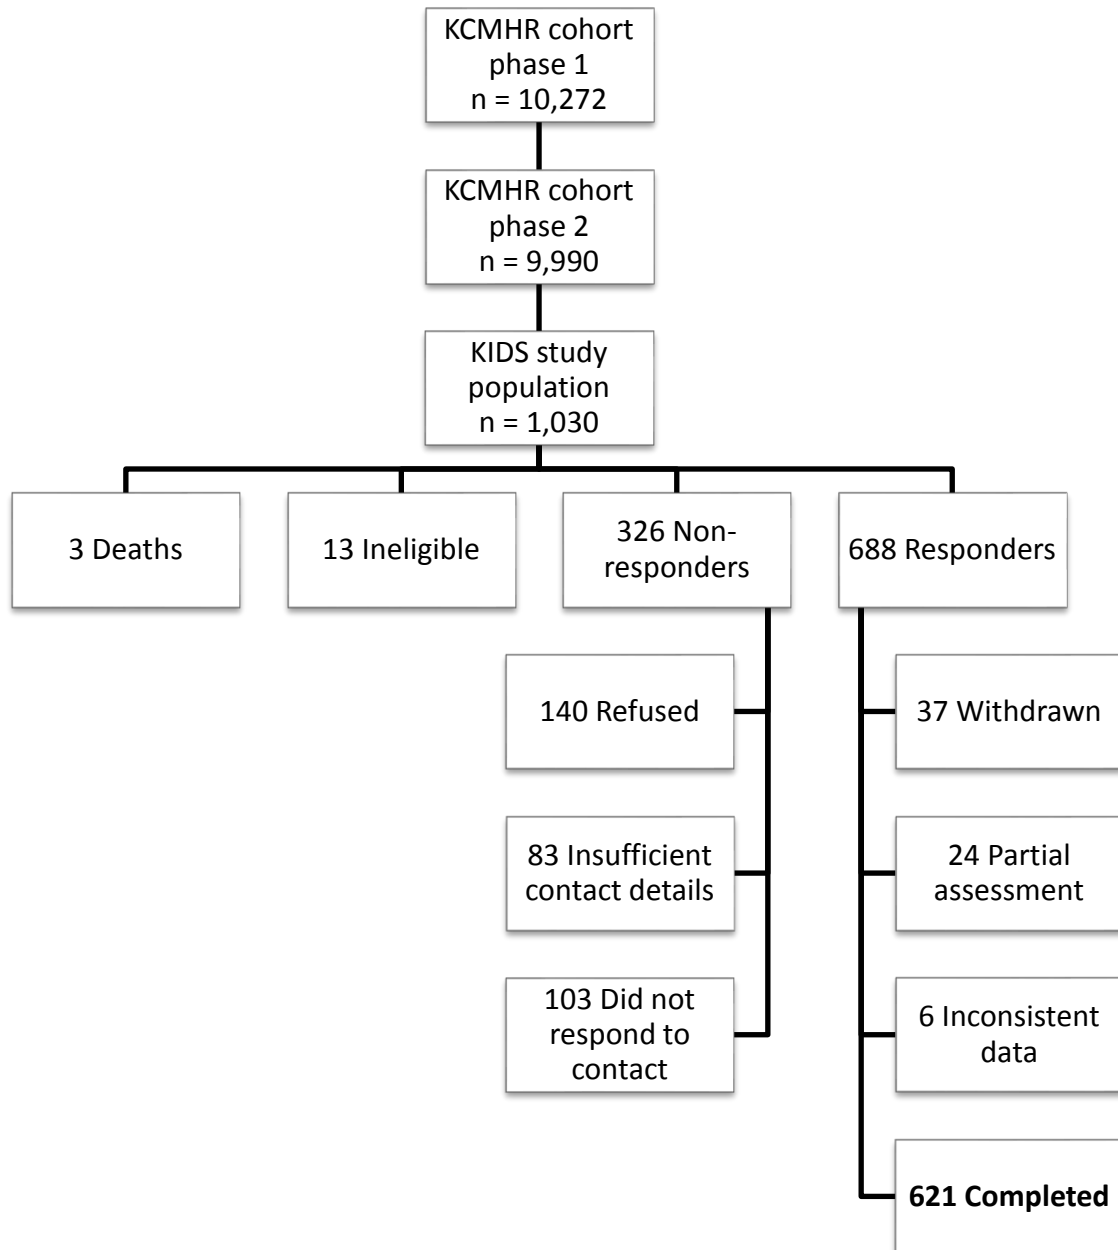 KCMHR cohort
phase 1
n = 10,272
KCMHR cohort
phase 2
n = 9,990
KIDS study
population
n = 1,030
3 Deaths
13 Ineligible
326 Non-
responders
688 Responders
140 Refused
37 Withdrawn
83 Insufficient
contact details
24 Partial
assessment
103 Did not
respond to
contact
6 Inconsistent
data
621 Completed